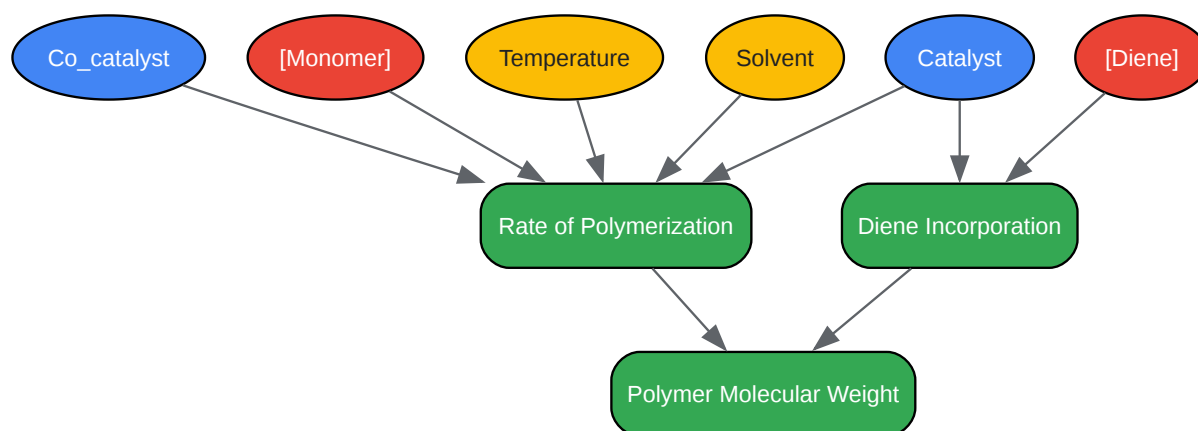 Co_catalyst
[Monomer]
Temperature
Solvent
Catalyst
[Diene]
Rate of Polymerization
Diene Incorporation
Polymer Molecular Weight